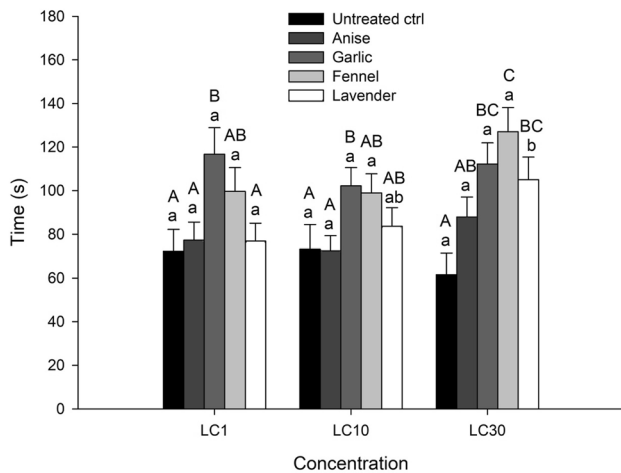 180
160
140
120
100
80
60
40
20
0
Time (s)
Untreated ctrl
Anise
Garlic
Fennel
Lavender
A
a
A
a
B
a
AB
a
A
a
A
a
A
a
B
a
AB
a
AB
ab
A
a
AB
a
BC
a
C
a
BC
b
LC1 LC10 LC30
Concentration